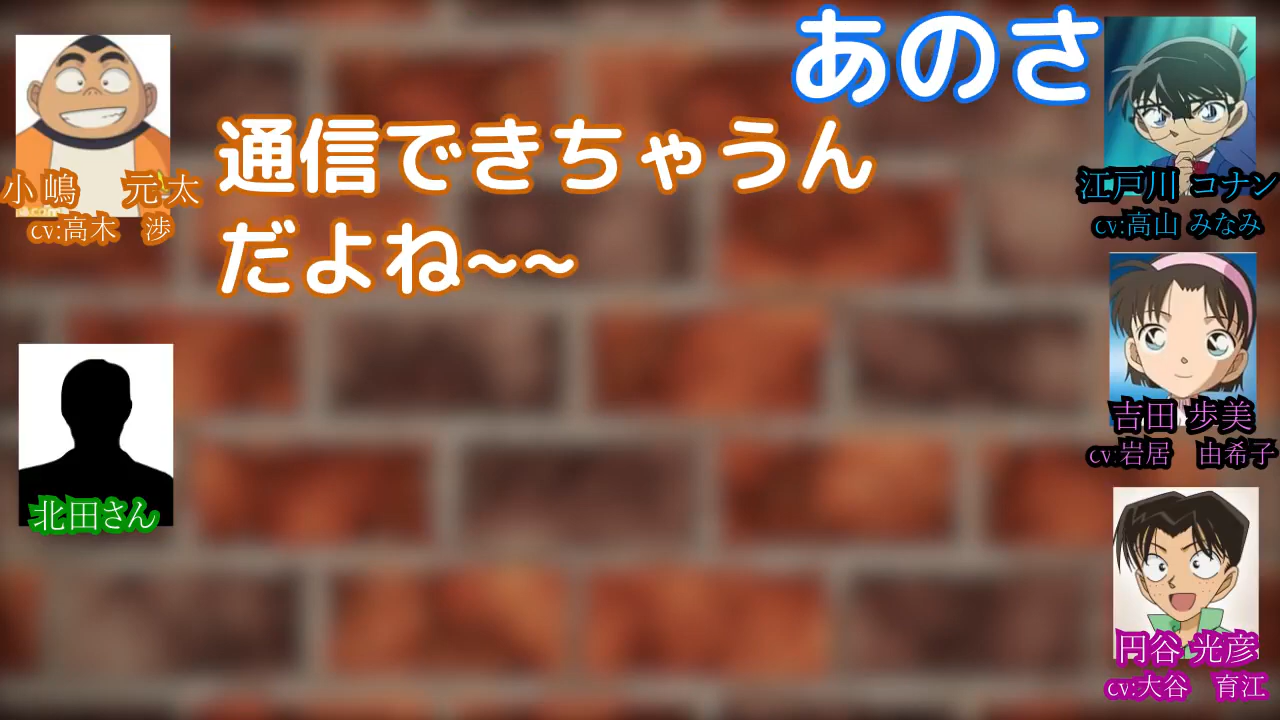 あのさ
通信できちゃうん
だよね~~
小嶋 元太
cv:高木 渉
江戸川 コナン
cv:高山 みなみ
吉田 歩美
cv:岩居 由希子
北田さん
円谷 光彦
cv:大谷 育江